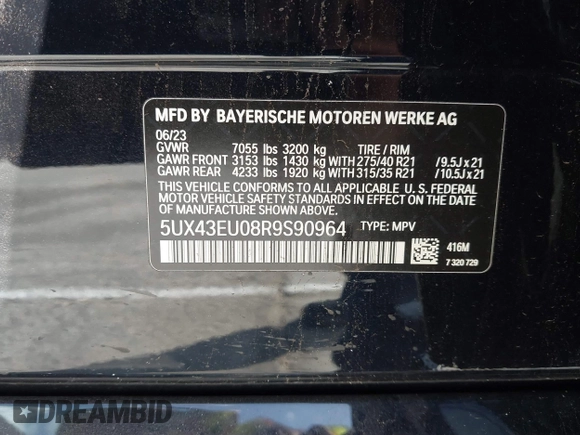 MFD BY BAYERISCHE MOTOREN WERKE AG
06/23
GVWR 7055 lbs 3200 kg TIRE / RIM
GAWR FRONT 3153 lbs 1430 kg WITH 275/40 R21 /9.5J x 21
GAWR REAR 4233 lbs 1920 kg WITH 315/35 R21 /10.5J x 21
THIS VEHICLE CONFORMS TO ALL APPLICABLE U. S. FEDERAL
MOTOR VEHICLE SAFETY STANDARDS IN EFFECT ON THE
DATE OF MANUFACTURE SHOWN ABOVE.
5UX43EU08R9S90964 TYPE: MPV
416M
7 320 729
DREAMBID